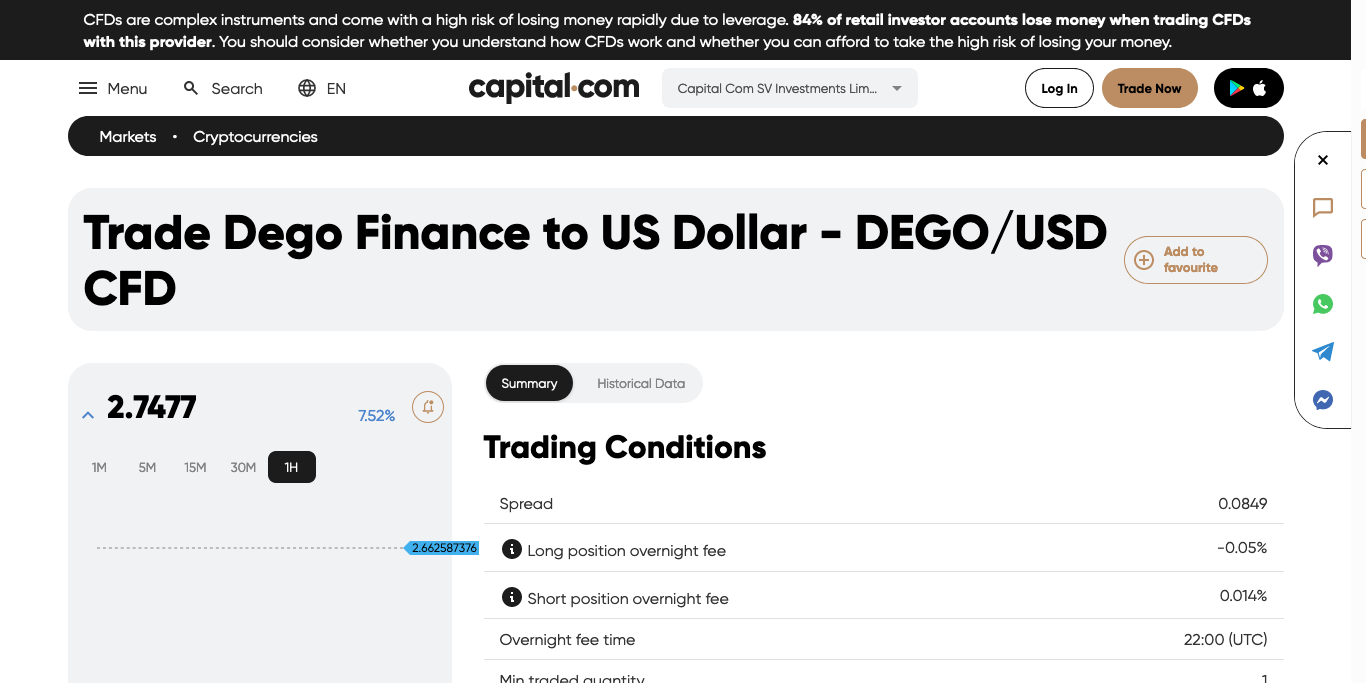 CFDs are complex instruments and come with a high risk of losing money rapidly due to leverage. 84% of retail investor accounts lose money when trading CFDs
with this provider. You should consider whether you understand how CFDs work and whether you can afford to take the high risk of losing your money.
Menu
Search
EN
capital.com
Capital Com SV Investments Lim...
Log In
Trade Now
Markets • Cryptocurrencies
Trade Dego Finance to US Dollar - DEGO/USD
CFD
Add to
favourite
2.7477
7.52%
1M 5M 15M 30M 1H
2.662587376
Summary
Historical Data
Trading Conditions
Spread 0.0849
Long position overnight fee -0.05%
Short position overnight fee 0.014%
Overnight fee time 22:00 (UTC)
Min traded quantity 1